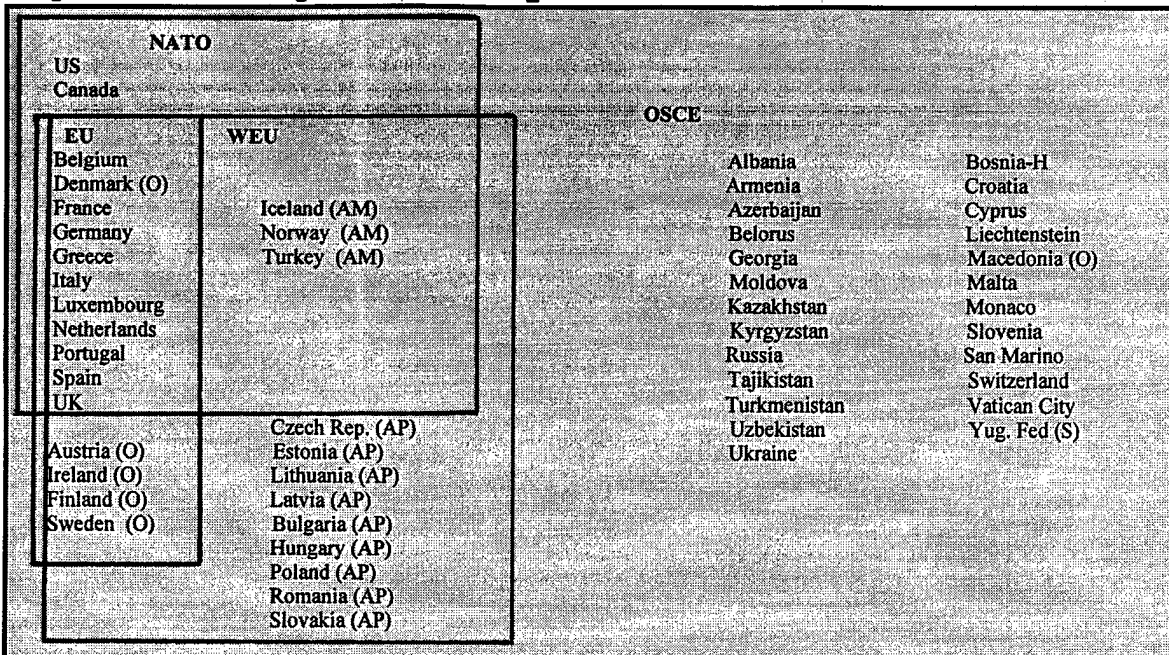 NATO
US
Canada
OSCE
EU
WEU
Belgium
Denmark (O)
France
Germany
Greece
Italy
Luxembourg
Netherlands
Portugal
Spain
UK
Austria (O)
Ireland (O)
Finland (O)
Sweden (O)
Iceland (AM)
Norway (AM)
Turkey (AM)
Czech Rep. (AP)
Estonia (AP)
Lithuania (AP)
Latvia (AP)
Bulgaria (AP)
Hungary (AP)
Poland (AP)
Romania (AP)
Slovakia (AP)
Albania
Armenia
Azerbaijan
Belorus
Georgia
Moldova
Kazakhstan
Kyrgyzstan
Russia
Tajikistan
Turkmenistan
Uzbekistan
Ukraine
Bosnia-H
Croatia
Cyprus
Liechtenstein
Macedonia (O)
Malta
Monaco
Slovenia
San Marino
Switzerland
Vatican City
Yug. Fed (S)